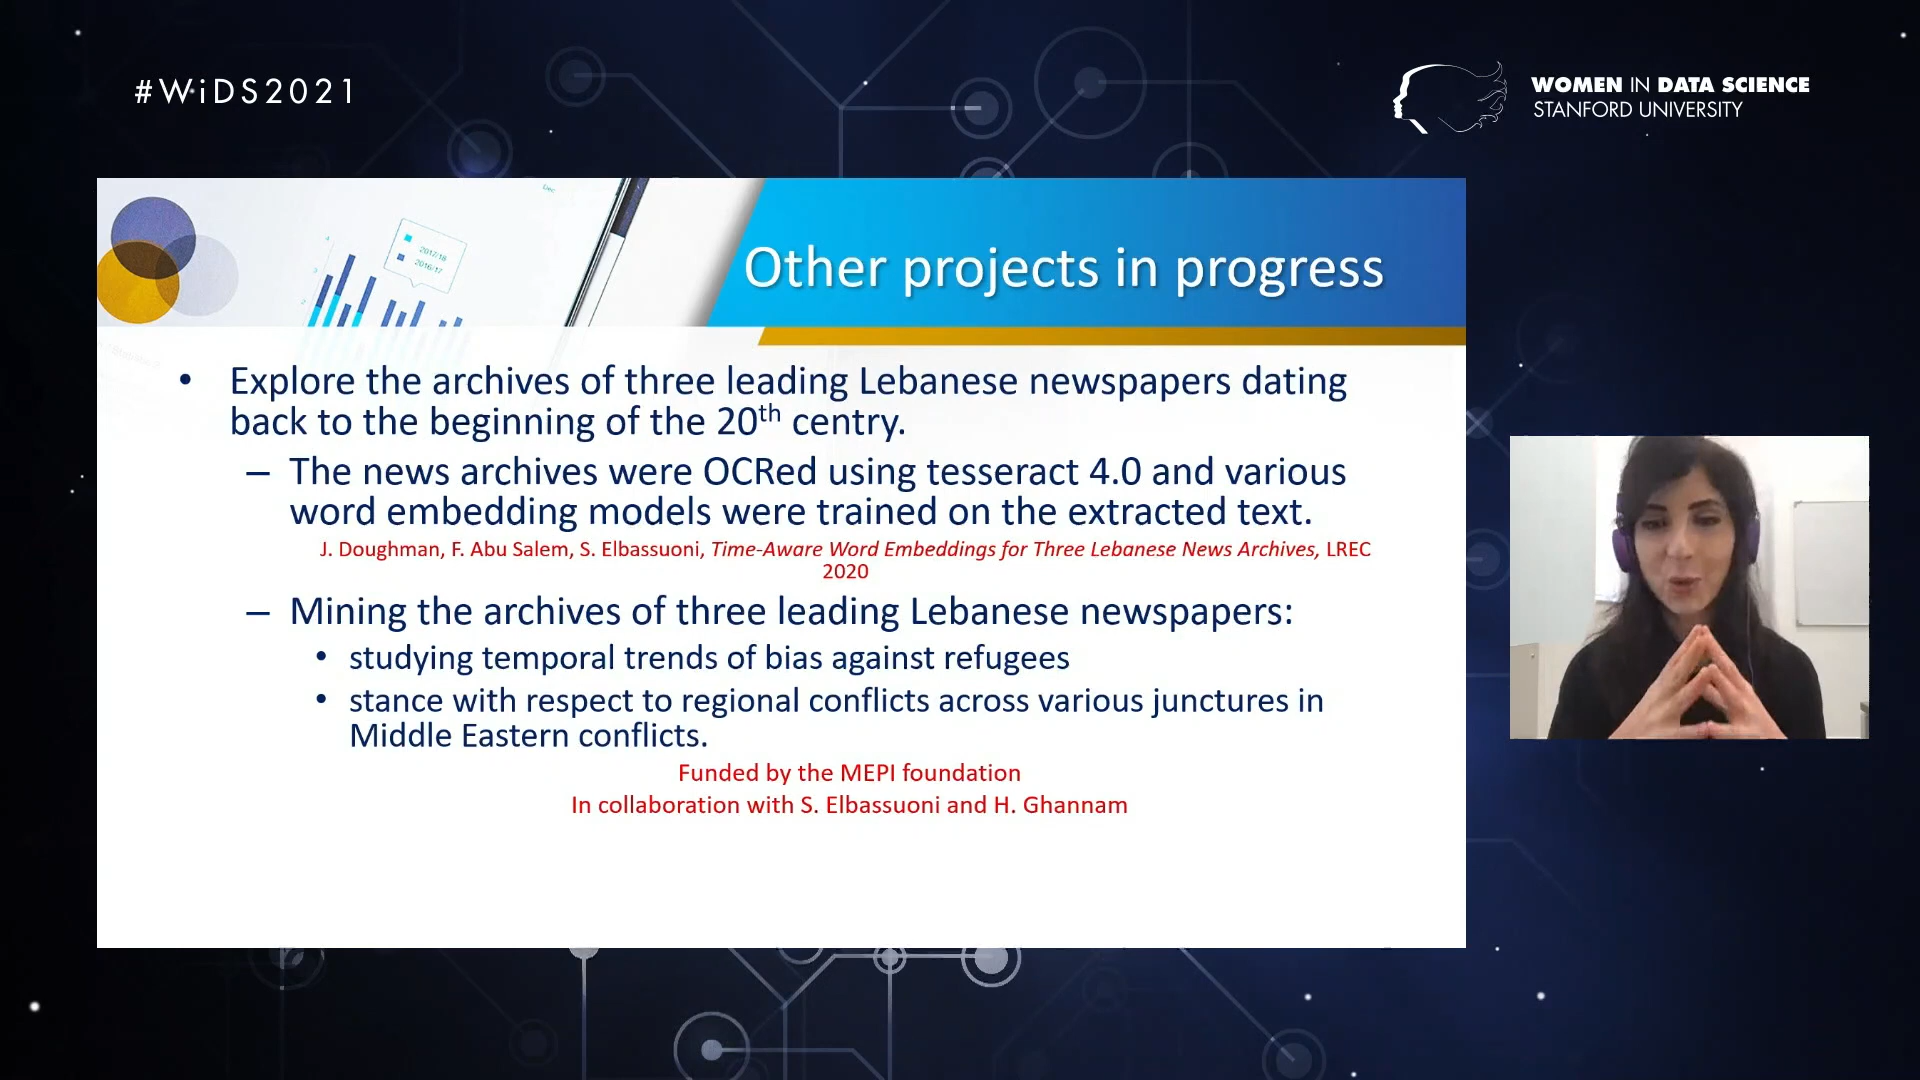 #WiDS2021
WOMEN IN DATA SCIENCE
STANFORD UNIVERSITY
Dec
2017/18
2016/17
Other projects in progress
• Explore the archives of three leading Lebanese newspapers dating
back to the beginning of the 20th centry.
– The news archives were OCRed using tesseract 4.0 and various
word embedding models were trained on the extracted text.
J. Doughman, F. Abu Salem, S. Elbassuoni, Time-Aware Word Embeddings for Three Lebanese News Archives, LREC
2020
– Mining the archives of three leading Lebanese newspapers:
• studying temporal trends of bias against refugees
• stance with respect to regional conflicts across various junctures in
Middle Eastern conflicts.
Funded by the MEPI foundation
In collaboration with S. Elbassuoni and H. Ghannam